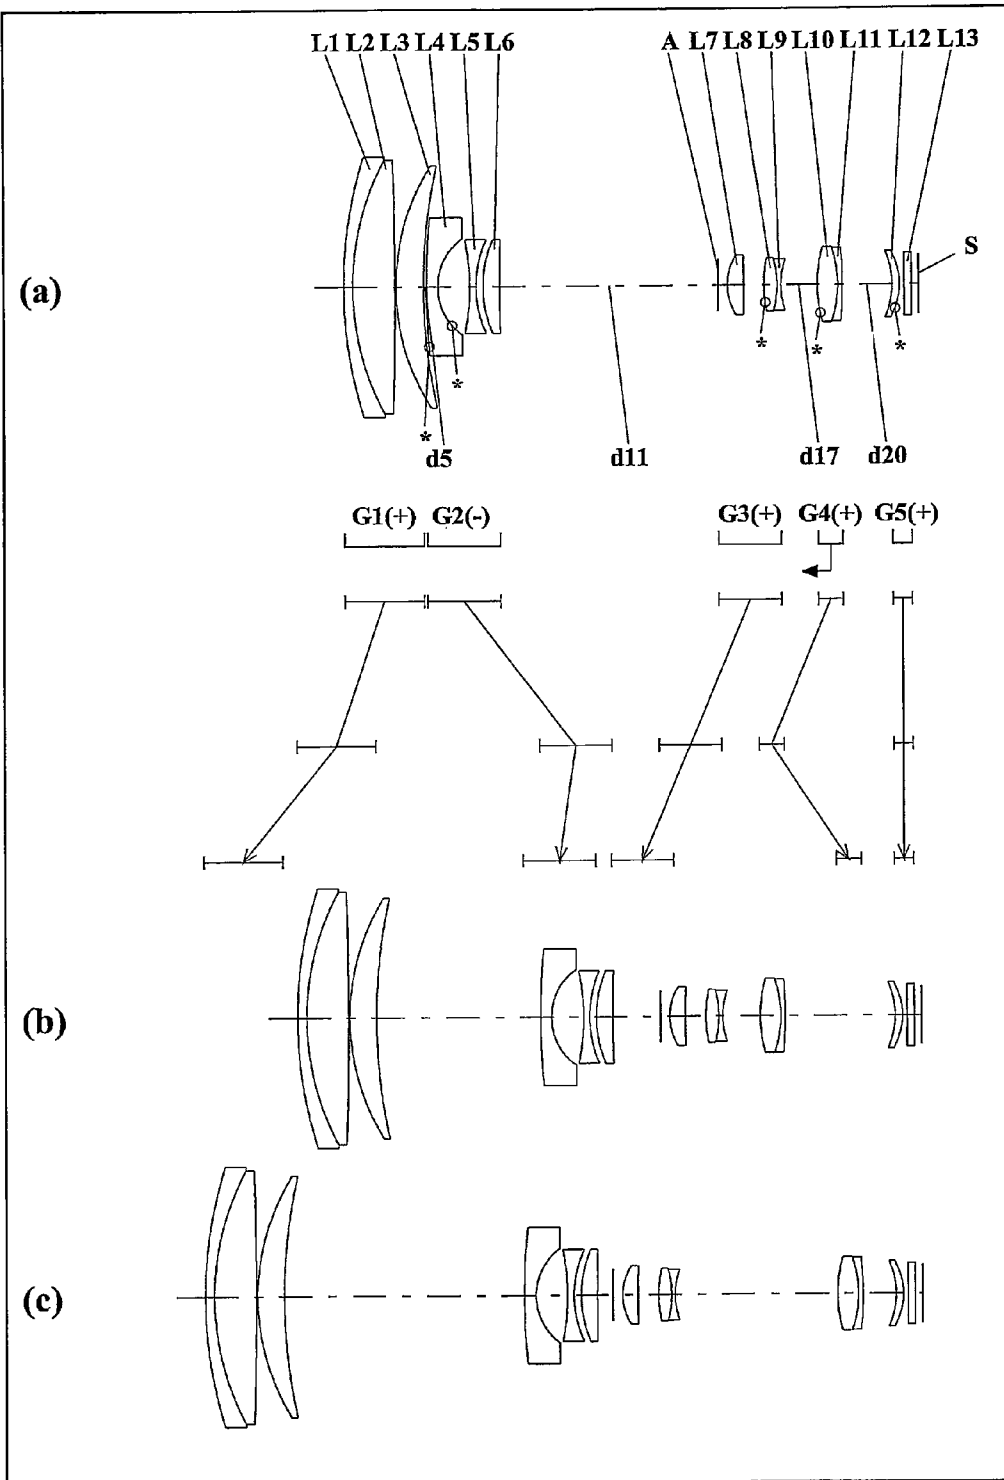 L1 L2 L3 L4 L5 L6 A L7 L8 L9 L10 L11 L12 L13
S
(a)
* * * * *
d5 d11 d17 d20
G1(+) G2(-) G3(+) G4(+) G5(+)
(b)
(c)